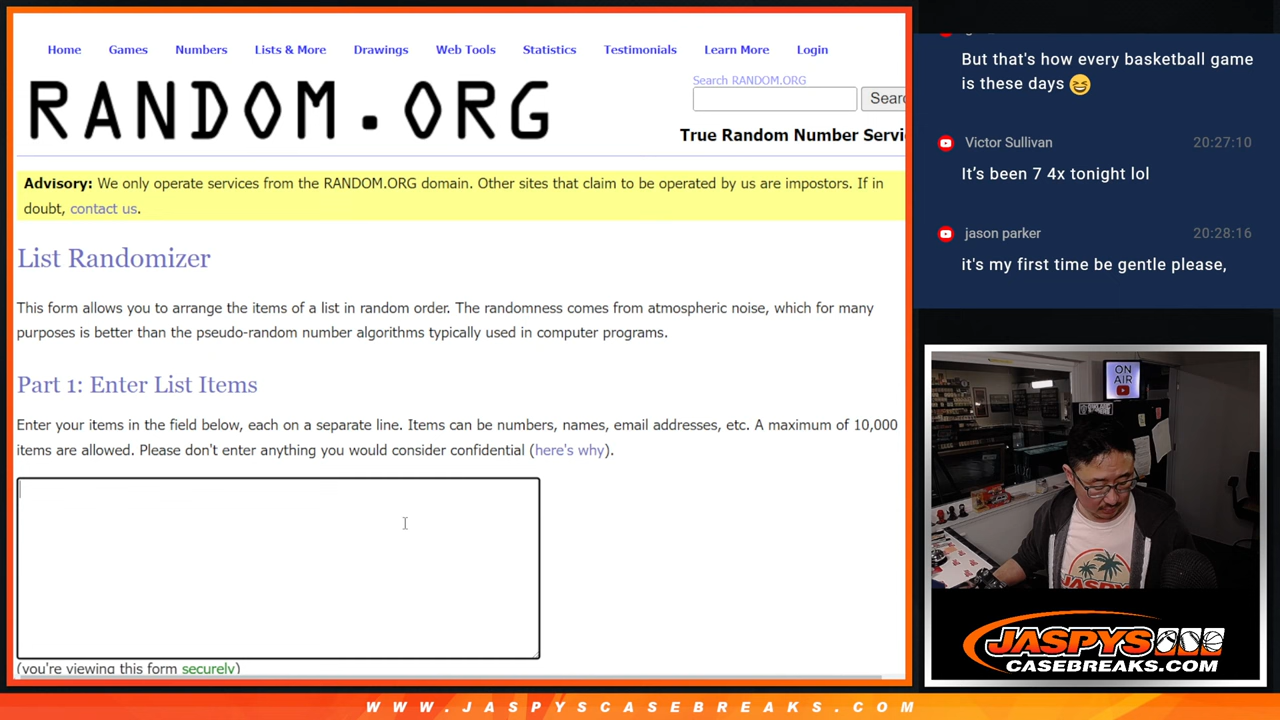 Home Games Numbers Lists & More Drawings Web Tools Statistics Testimonials Learn More Login
RANDOM.ORG
Search RANDOM.ORG
Searc
True Random Number Servi
Advisory: We only operate services from the RANDOM.ORG domain. Other sites that claim to be operated by us are impostors. If in
doubt, contact us.
List Randomizer
This form allows you to arrange the items of a list in random order. The randomness comes from atmospheric noise, which for many
purposes is better than the pseudo-random number algorithms typically used in computer programs.
Part 1: Enter List Items
Enter your items in the field below, each on a separate line. Items can be numbers, names, email addresses, etc. A maximum of 10,000
items are allowed. Please don't enter anything you would consider confidential (here's why).
(you're viewing this form securely)
But that's how every basketball game
is these days 😆
Victor Sullivan 20:27:10
It's been 7 4x tonight lol
jason parker 20:28:16
it's my first time be gentle please,
ON
AIR
JASPYS
JASPYS
CASEBREAKS.COM
WWW.JASPYSCASEBREAKS.COM